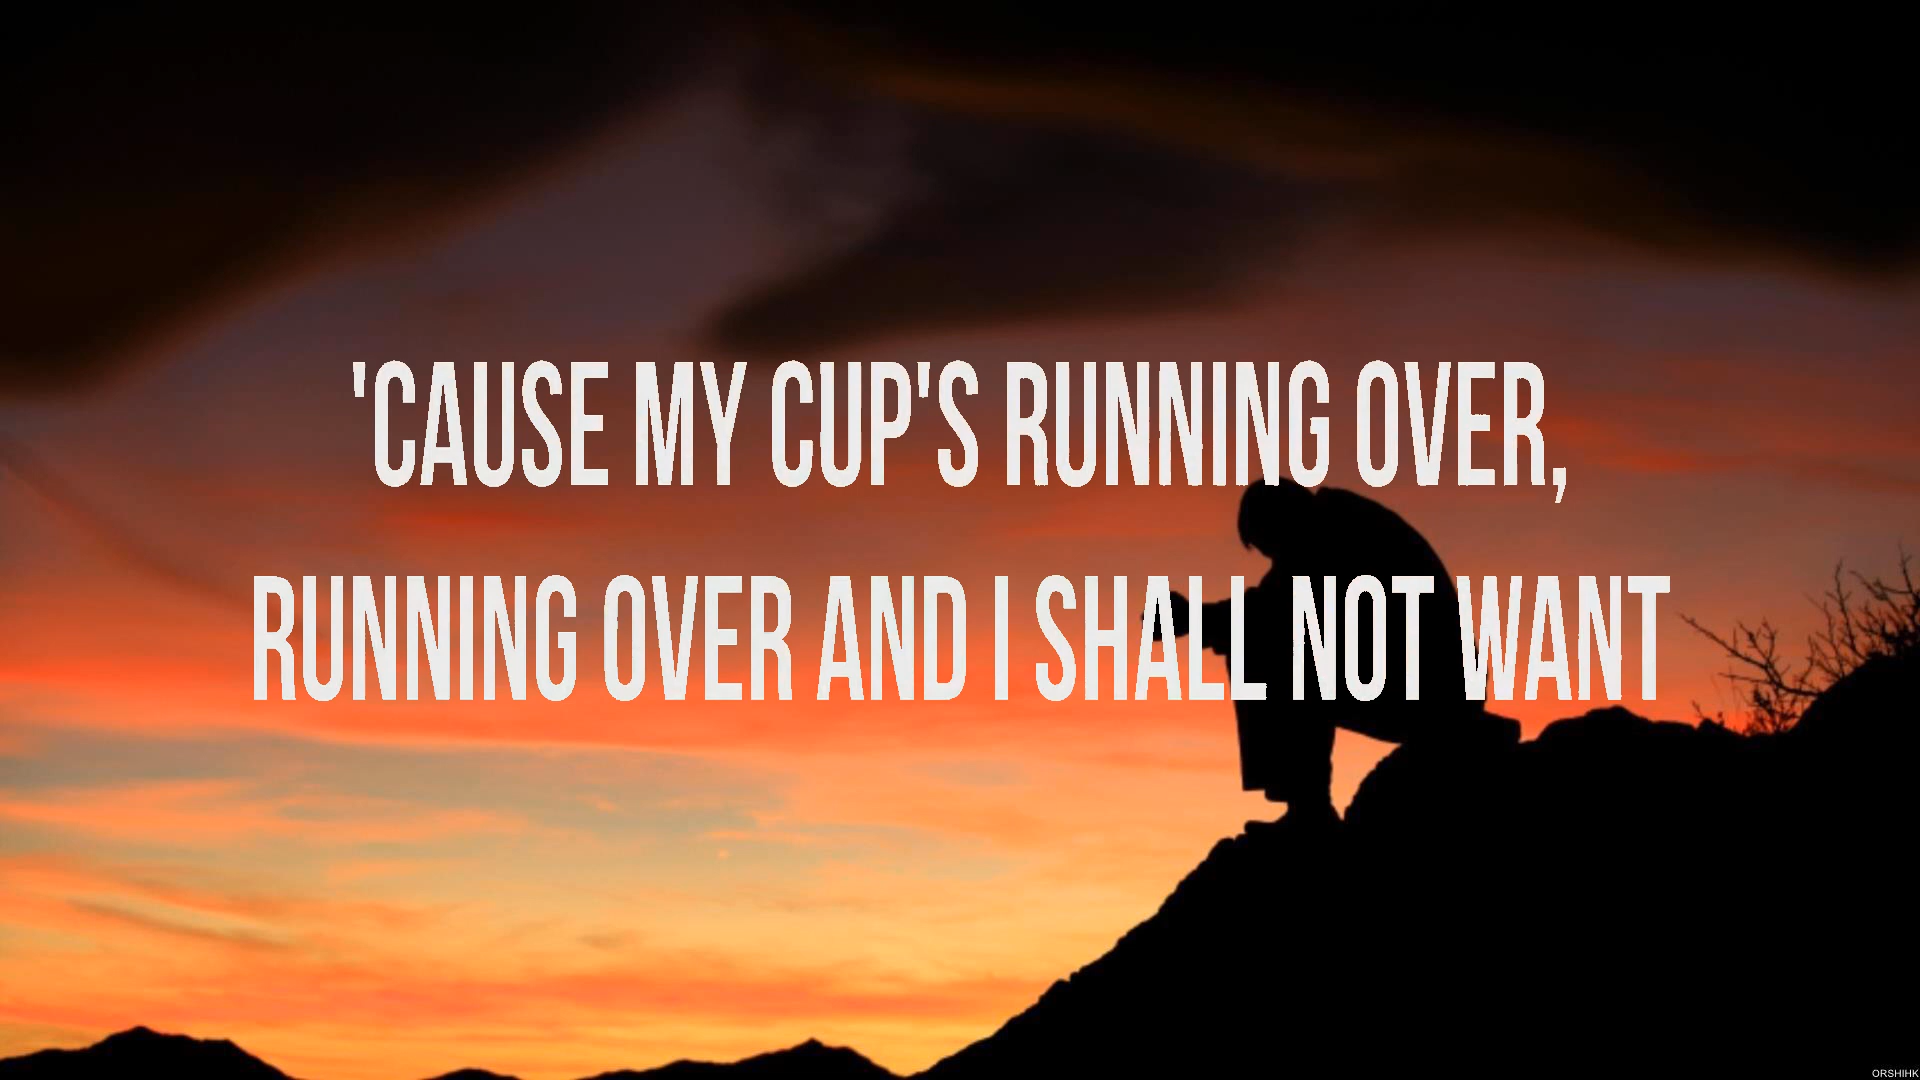 'CAUSE MY CUP'S RUNNING OVER,
RUNNING OVER AND I SHALL NOT WANT
ORSHIHK